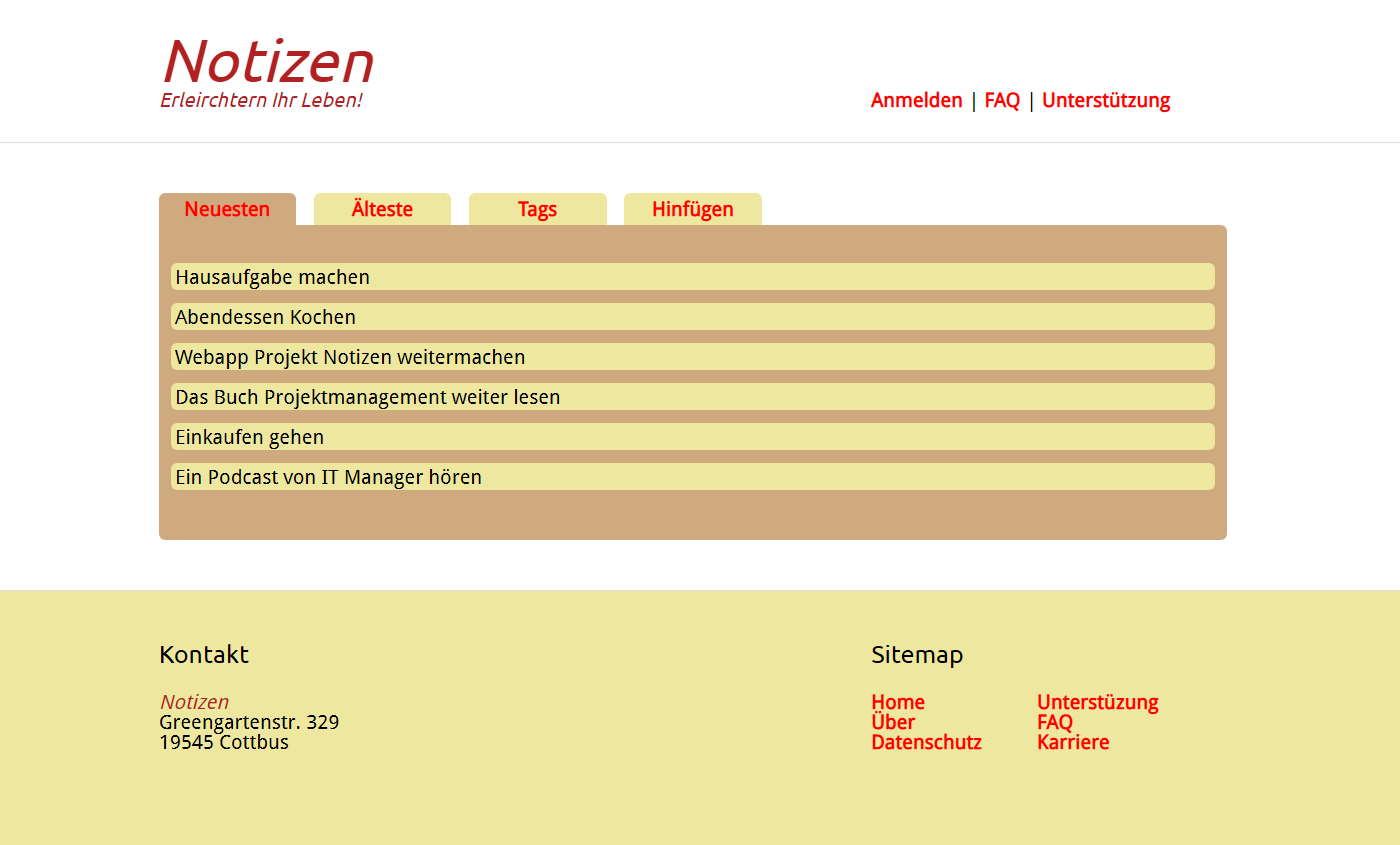 Notizen
Erleirchtern Ihr Leben!
Anmelden | FAQ | Unterstützung
Neuesten Älteste Tags Hinfügen
Hausaufgabe machen
Abendessen Kochen
Webapp Projekt Notizen weitermachen
Das Buch Projektmanagement weiter lesen
Einkaufen gehen
Ein Podcast von IT Manager hören
Kontakt
Notizen
Greengartenstr. 329
19545 Cottbus
Sitemap
Home Unterstüzung
Über FAQ
Datenschutz Karriere